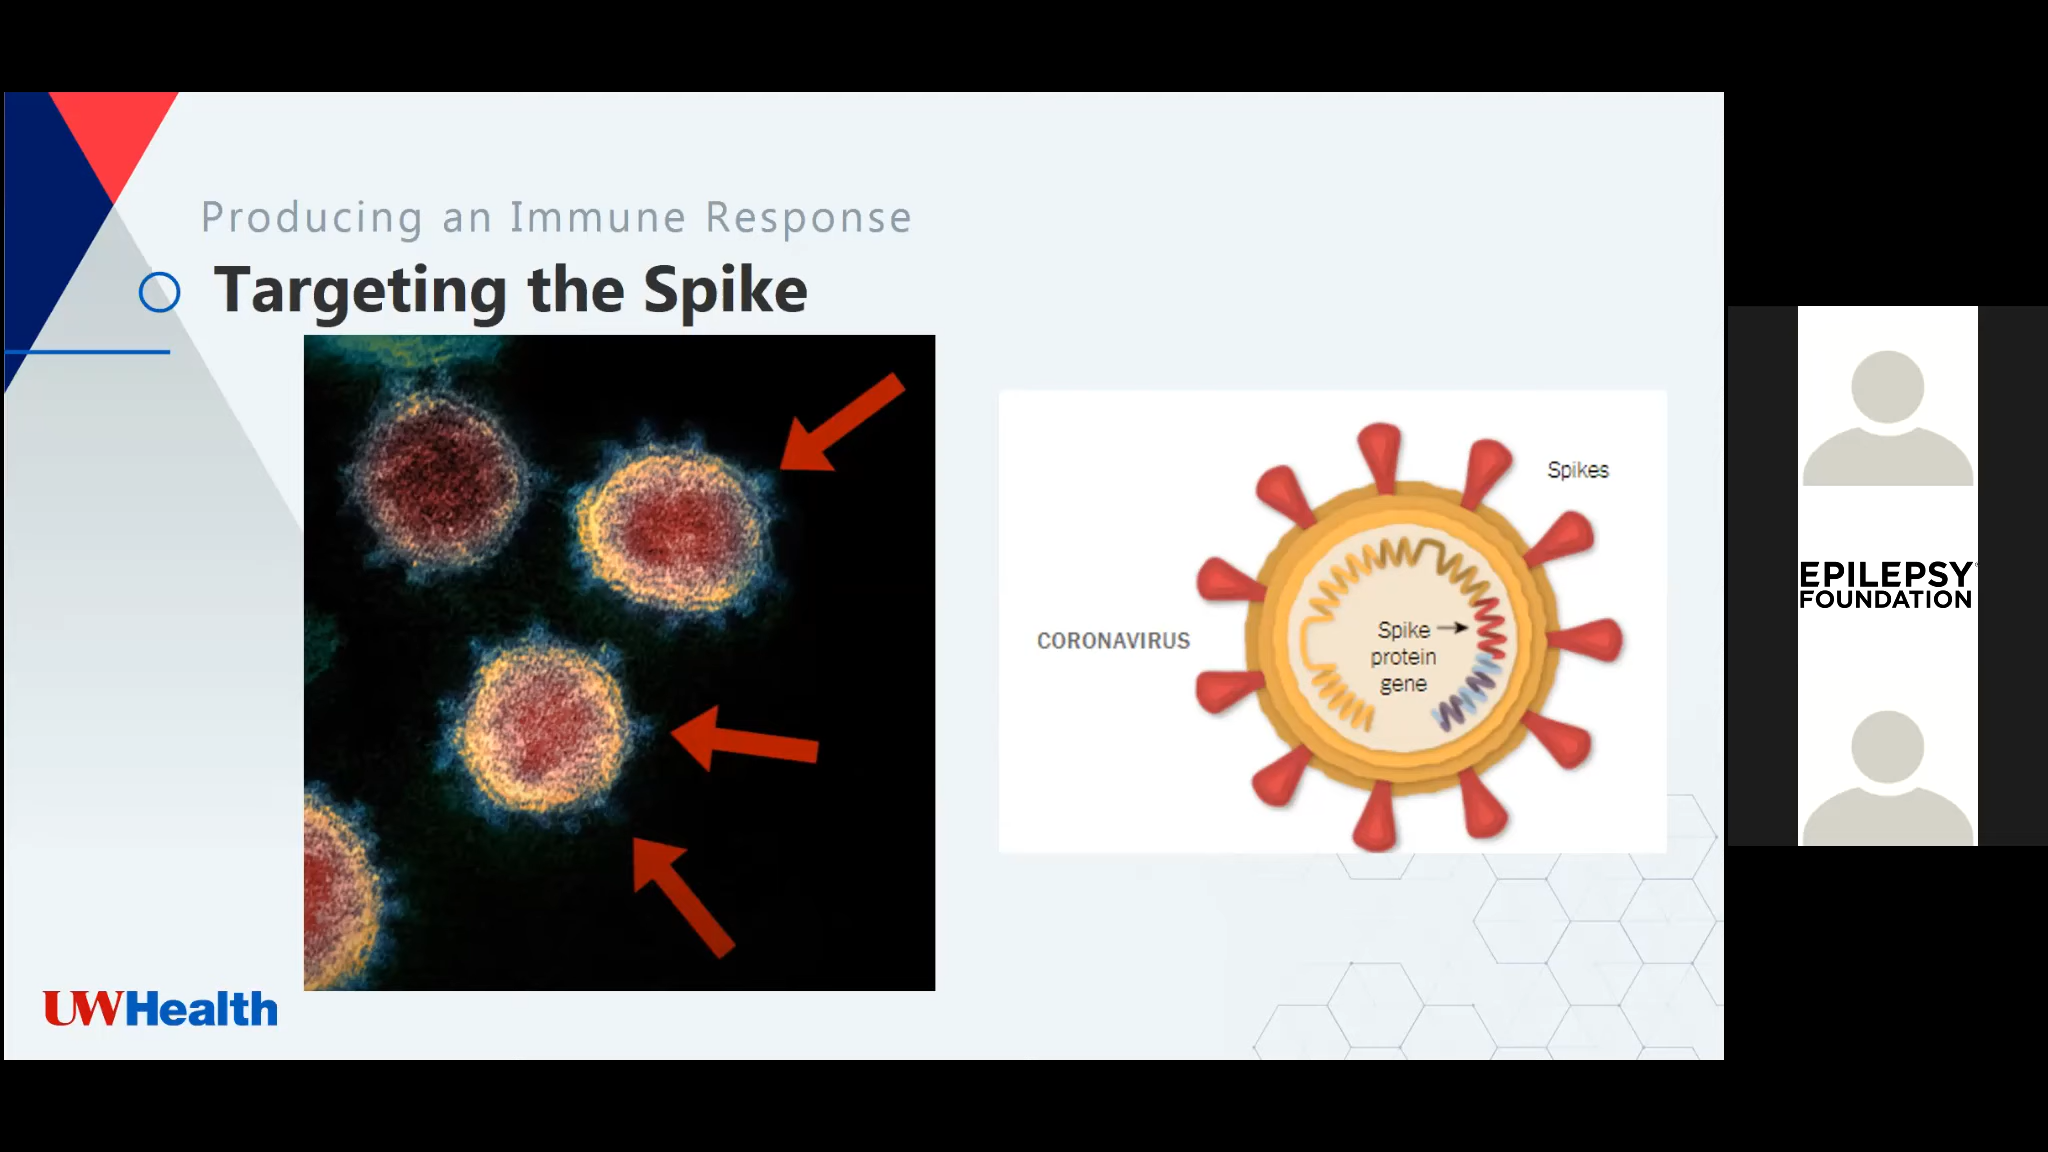 Producing an Immune Response
Targeting the Spike
Spikes
CORONAVIRUS
Spike
protein
gene
UWHealth
EPILEPSY
FOUNDATION